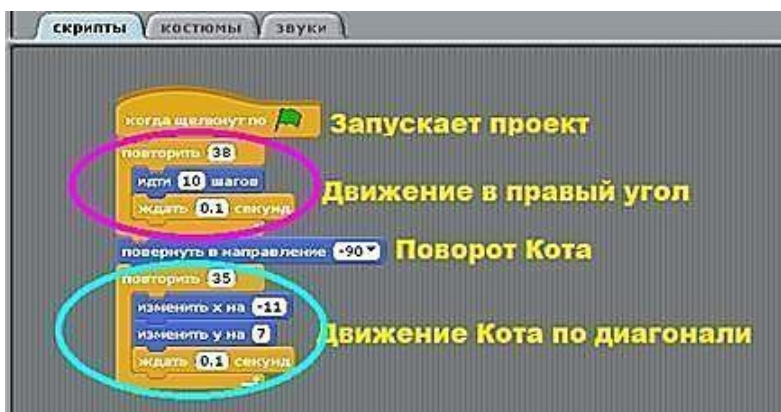 скрипты костюмы звуки
когда щелкнут по Запускает проект
повторить 38
идти 10 шагов
Движение в правый угол
ждать 0.1 секунд
повернуть в направление -90 Поворот Кота
повторить 35
изменить х на -11
изменить у на 7 Движение Кота по диагонали
ждать 0.1 секунд